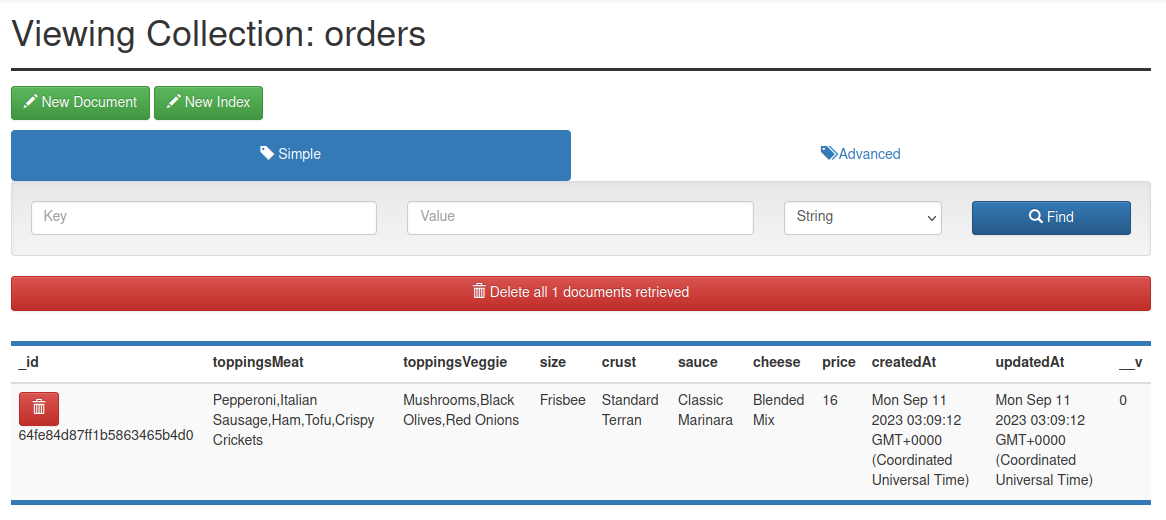 Viewing Collection: orders
New Document New Index
Simple Advanced
Key Value String Find
Delete all 1 documents retrieved
_id toppingsMeat toppingsVeggie size crust sauce cheese price createdAt updatedAt __v
64fe84d87ff1b5863465b4d0
Pepperoni,Italian
Sausage,Ham,Tofu,Crispy
Crickets
Mushrooms,Black
Olives,Red Onions
Frisbee
Standard
Terran
Classic
Marinara
Blended
Mix
16
Mon Sep 11
2023 03:09:12
GMT+0000
(Coordinated
Universal Time)
Mon Sep 11
2023 03:09:12
GMT+0000
(Coordinated
Universal Time)
0